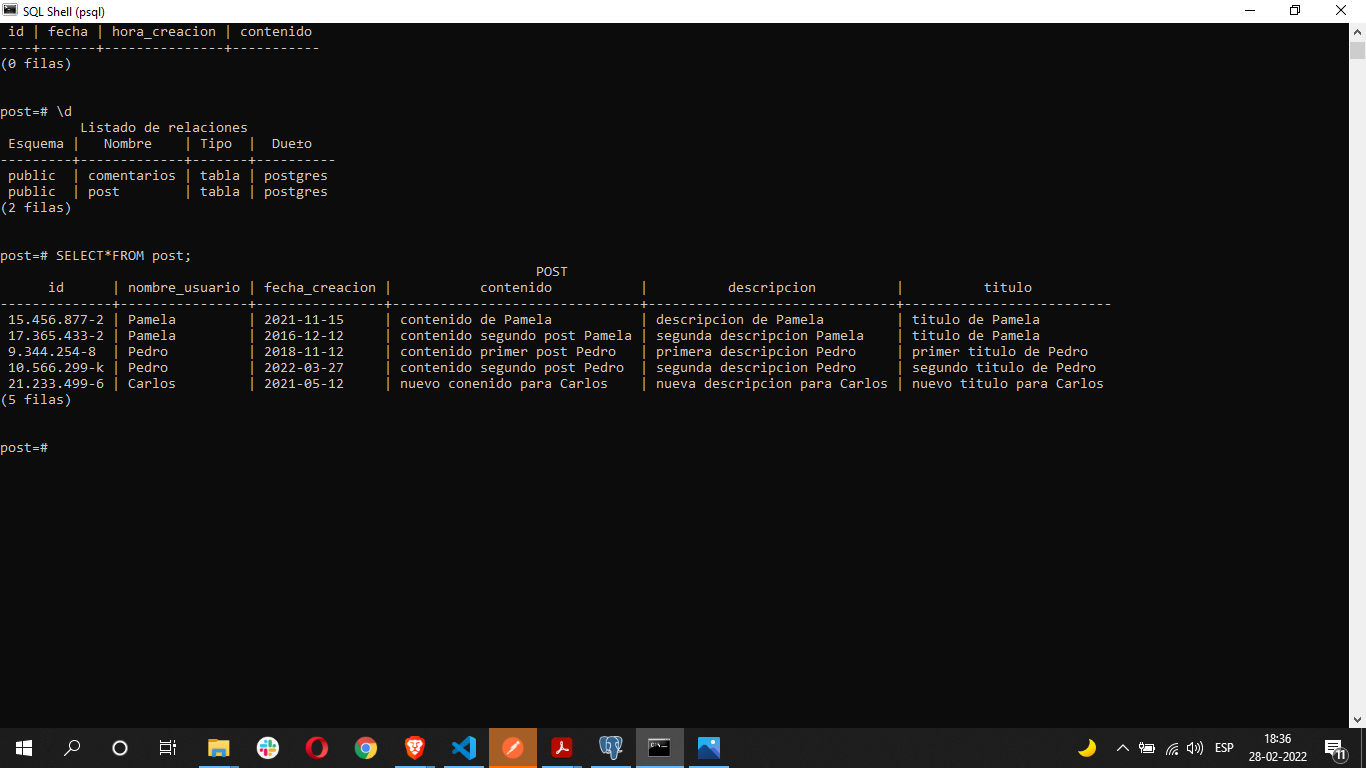 SQL Shell (psql)
 id | fecha | hora_creacion | contenido
----+-------+---------------+-----------
(0 filas)
post=# \d
          Listado de relaciones
 Esquema |   Nombre    | Tipo  |  Due±o
---------+-------------+-------+----------
 public  | comentarios | tabla | postgres
 public  | post        | tabla | postgres
(2 filas)
post=# SELECT*FROM post;
                                                                   POST
      id      | nombre_usuario | fecha_creacion |           contenido           |          descripcion          |          titulo
--------------+----------------+----------------+-------------------------------+-------------------------------+--------------------------
 15.456.877-2 | Pamela         | 2021-11-15     | contenido de Pamela           | descripcion de Pamela         | titulo de Pamela
 17.365.433-2 | Pamela         | 2016-12-12     | contenido segundo post Pamela | segunda descripcion Pamela    | titulo de Pamela
 9.344.254-8  | Pedro          | 2018-11-12     | contenido primer post Pedro   | primera descripcion Pedro     | primer titulo de Pedro
 10.566.299-k | Pedro          | 2022-03-27     | contenido segundo post Pedro  | segunda descripcion Pedro     | segundo titulo de Pedro
 21.233.499-6 | Carlos         | 2021-05-12     | nuevo conenido para Carlos    | nueva descripcion para Carlos | nuevo titulo para Carlos
(5 filas)
post=#
ESP
18:36
28-02-2022
11